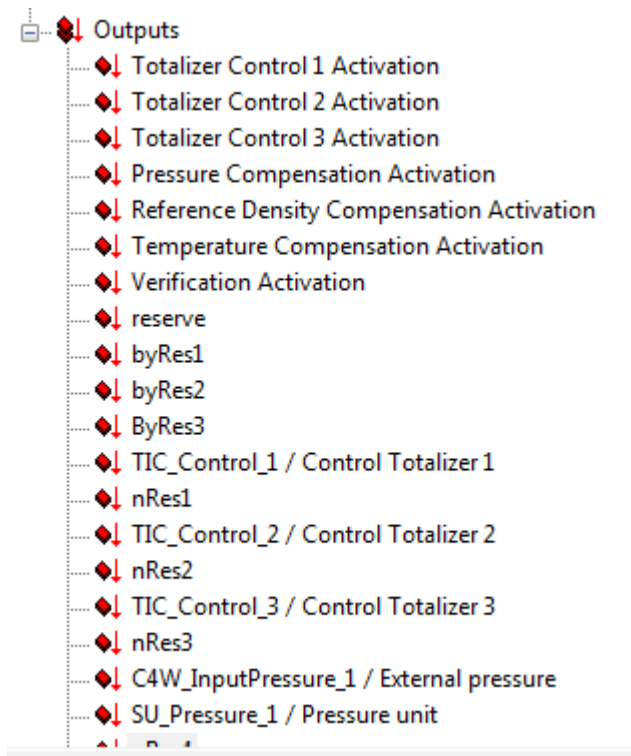 Outputs
Totalizer Control 1 Activation
Totalizer Control 2 Activation
Totalizer Control 3 Activation
Pressure Compensation Activation
Reference Density Compensation Activation
Temperature Compensation Activation
Verification Activation
reserve
byRes1
byRes2
ByRes3
TIC_Control_1 / Control Totalizer 1
nRes1
TIC_Control_2 / Control Totalizer 2
nRes2
TIC_Control_3 / Control Totalizer 3
nRes3
C4W_InputPressure_1 / External pressure
SU_Pressure_1 / Pressure unit